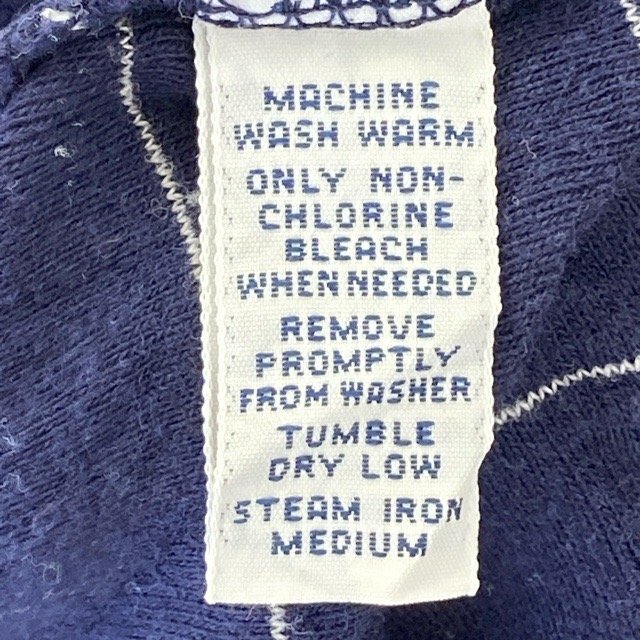 MACHINE
WASH WARM
ONLY NON-
CHLORINE
BLEACH
WHEN NEEDED
REMOVE
PROMPTLY
FROM WASHER
TUMBLE
DRY LOW
STEAM IRON
MEDIUM